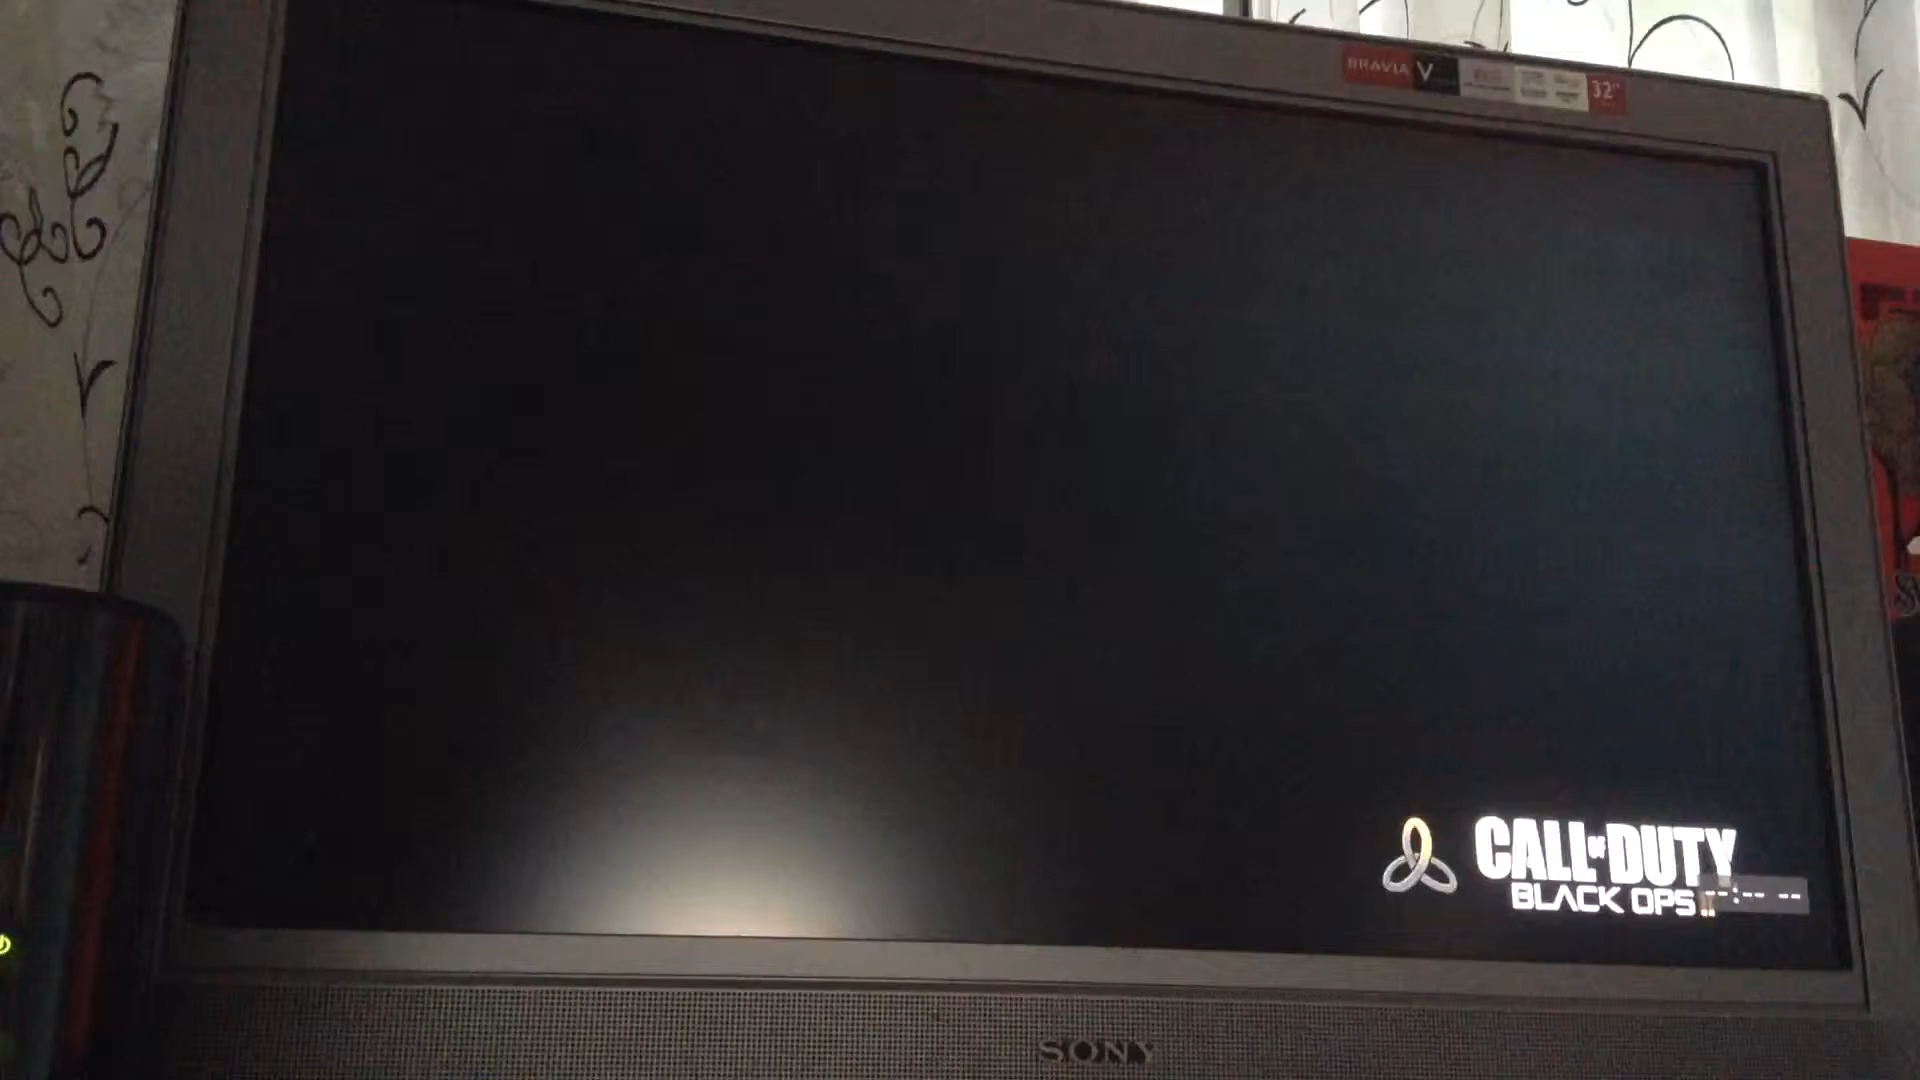 BRAVIA V
32"
CALL OF DUTY
BLACK OPS II
--:-- --
SONY